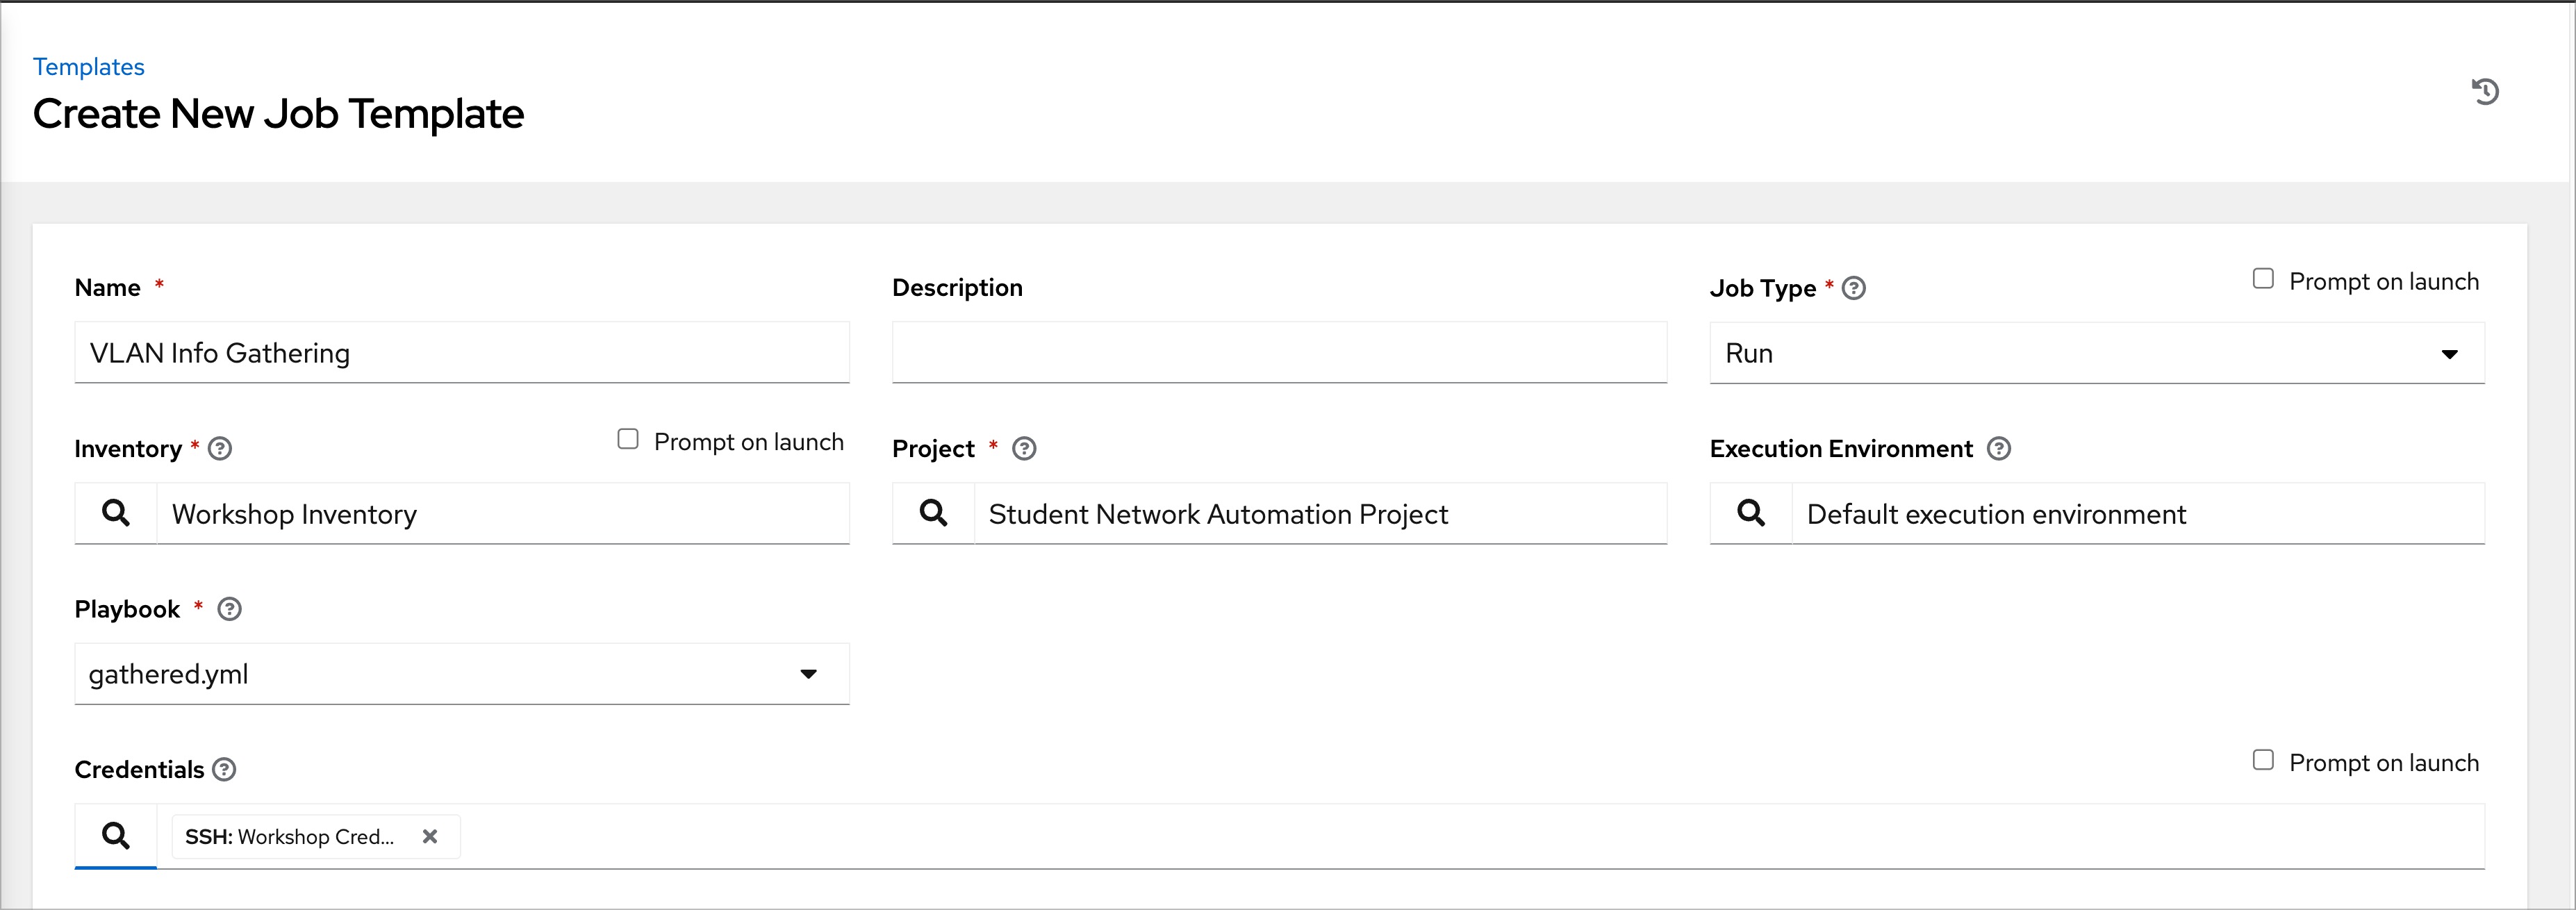 Templates
Create New Job Template
Name *
Description
Job Type *
Prompt on launch
VLAN Info Gathering
Run
Inventory *
Prompt on launch
Project *
Execution Environment
Workshop Inventory
Student Network Automation Project
Default execution environment
Playbook *
gathered.yml
Credentials
Prompt on launch
SSH: Workshop Cred...